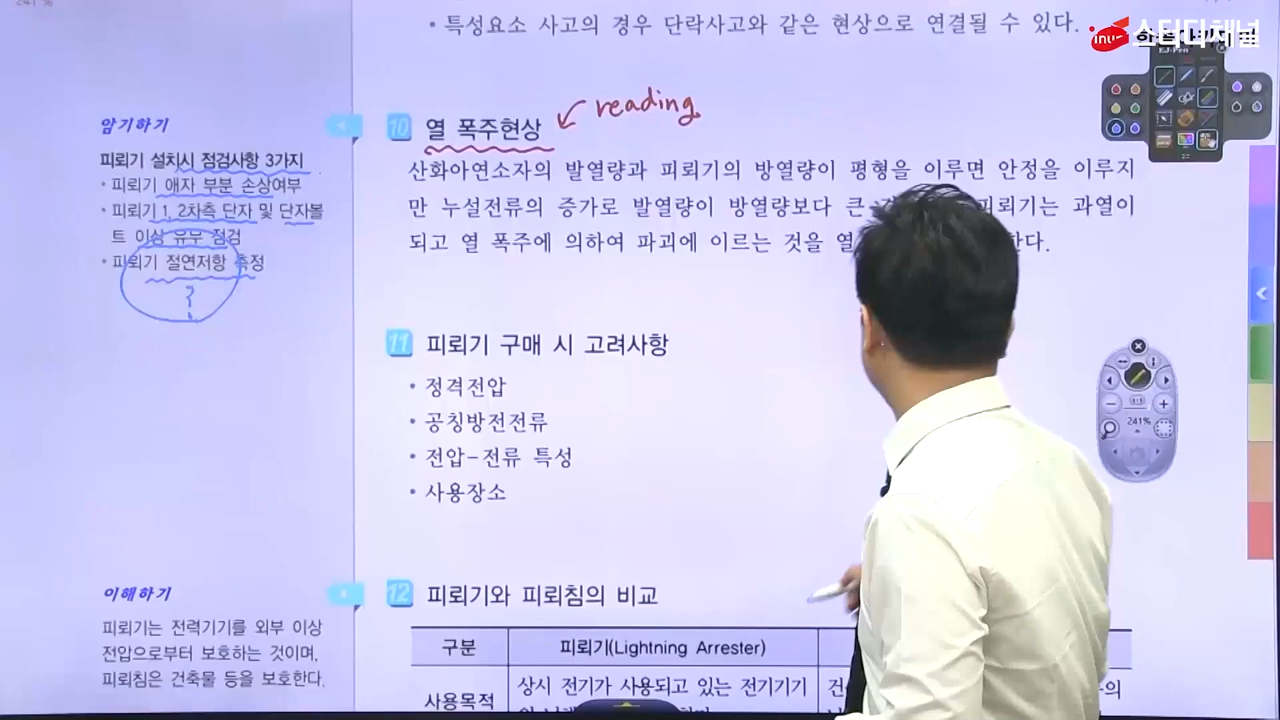 241 %
• 특성요소 사고의 경우 단락사고와 같은 현상으로 연결될 수 있다.
inup 스터디채널
EJ-Pen
암기하기
피뢰기 설치시 점검사항 3가지
• 피뢰기 애자 부분 손상여부
• 피뢰기 1, 2차측 단자 및 단자볼
트 이상 유무 점검
• 피뢰기 절연저항 측정
10 열 폭주현상
reading
산화아연소자의 발열량과 피뢰기의 방열량이 평형을 이루면 안정을 이루지
만 누설전류의 증가로 발열량이 방열량보다 큰 피뢰기는 과열이
되고 열 폭주에 의하여 파괴에 이르는 것을 열 한다.
11 피뢰기 구매 시 고려사항
• 정격전압
• 공칭방전전류
• 전압-전류 특성
• 사용장소
241%
이해하기
피뢰기는 전력기기를 외부 이상
전압으로부터 보호하는 것이며,
피뢰침은 건축물 등을 보호한다.
12 피뢰기와 피뢰침의 비교
구분 피뢰기(Lightning Arrester)
사용목적 상시 전기가 사용되고 있는 전기기기